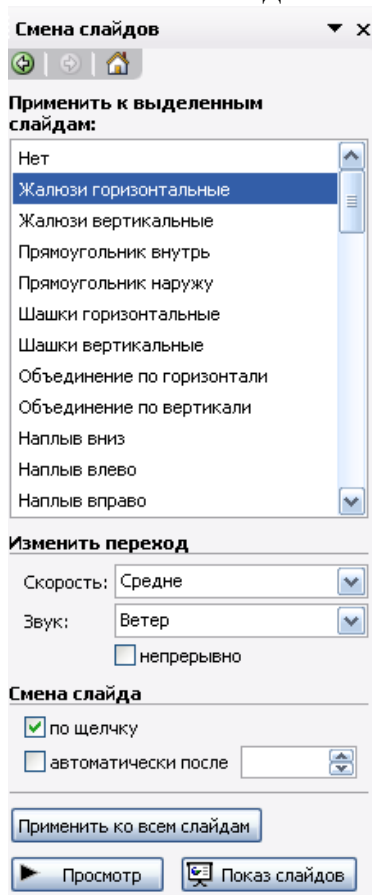 Смена слайдов
Применить к выделенным
слайдам:
Нет
Жалюзи горизонтальные
Жалюзи вертикальные
Прямоугольник внутрь
Прямоугольник наружу
Шашки горизонтальные
Шашки вертикальные
Объединение по горизонтали
Объединение по вертикали
Наплыв вниз
Наплыв влево
Наплыв вправо
Изменить переход
Скорость: Средне
Звук: Ветер
непрерывно
Смена слайда
по щелчку
автоматически после
Применить ко всем слайдам
Просмотр Показ слайдов